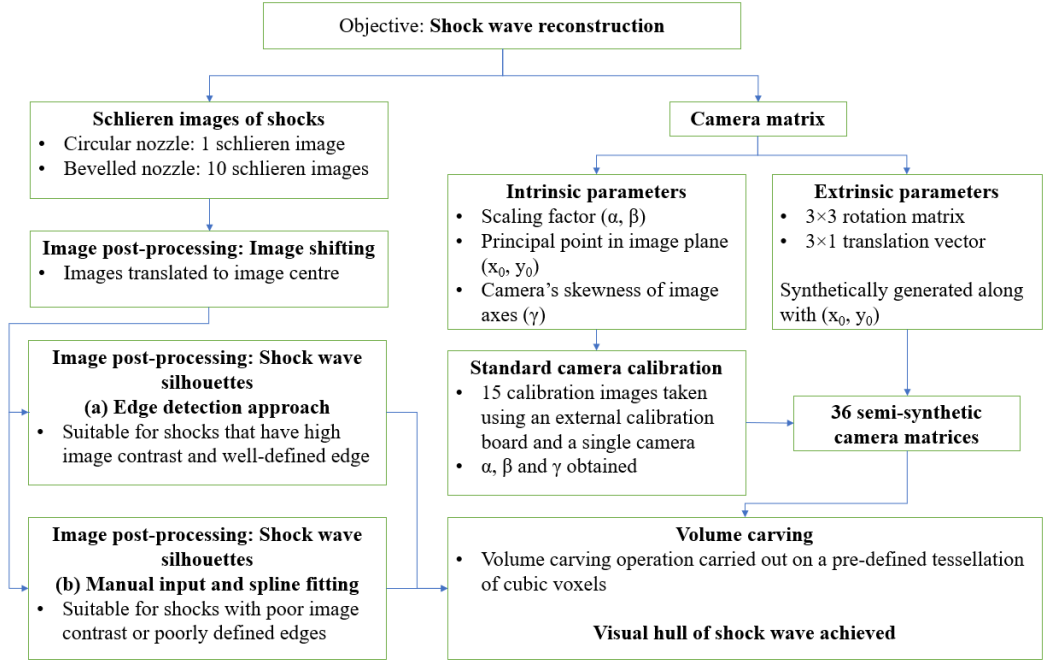 Objective: Shock wave reconstruction
Schlieren images of shocks
• Circular nozzle: 1 schlieren image
• Bevelled nozzle: 10 schlieren images
Image post-processing: Image shifting
• Images translated to image centre
Image post-processing: Shock wave
silhouettes
(a) Edge detection approach
• Suitable for shocks that have high
image contrast and well-defined edge
Image post-processing: Shock wave
silhouettes
(b) Manual input and spline fitting
• Suitable for shocks with poor image
contrast or poorly defined edges
Camera matrix
Intrinsic parameters
• Scaling factor (α, β)
• Principal point in image plane
(x₀, y₀)
• Camera’s skewness of image
axes (γ)
Extrinsic parameters
• 3×3 rotation matrix
• 3×1 translation vector
Synthetically generated along
with (x₀, y₀)
Standard camera calibration
• 15 calibration images taken
using an external calibration
board and a single camera
• α, β and γ obtained
36 semi-synthetic
camera matrices
Volume carving
• Volume carving operation carried out on a pre-defined tessellation
of cubic voxels
Visual hull of shock wave achieved